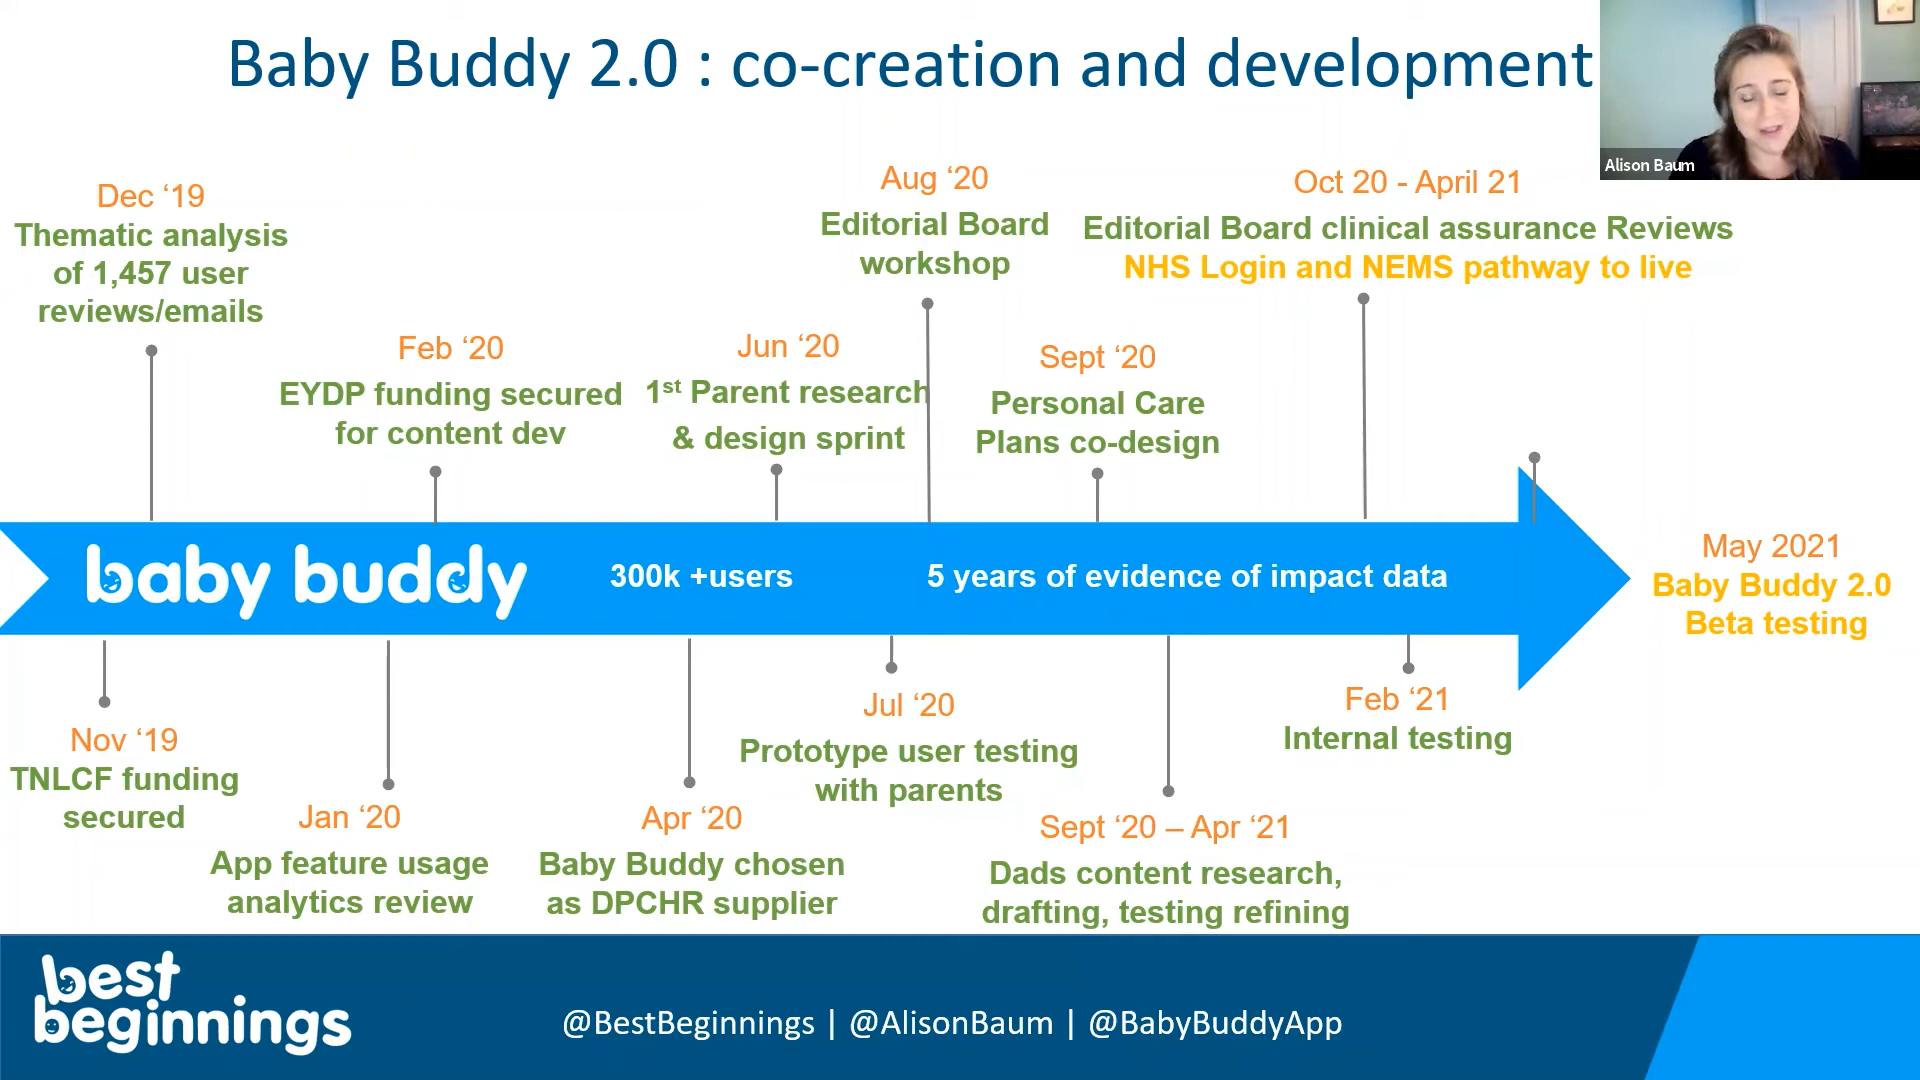 Baby Buddy 2.0 : co-creation and development
Alison Baum
Dec ‘19
Thematic analysis
of 1,457 user
reviews/emails
Feb ‘20
EYDP funding secured
for content dev
Jun ‘20
1st Parent research
& design sprint
Aug ‘20
Editorial Board
workshop
Sept ‘20
Personal Care
Plans co-design
Oct 20 - April 21
Editorial Board clinical assurance Reviews
NHS Login and NEMS pathway to live
baby buddy
300k +users
5 years of evidence of impact data
May 2021
Baby Buddy 2.0
Beta testing
Nov ‘19
TNLCF funding
secured
Jan ‘20
App feature usage
analytics review
Apr ‘20
Baby Buddy chosen
as DPCHR supplier
Jul ‘20
Prototype user testing
with parents
Sept ‘20 – Apr ‘21
Dads content research,
drafting, testing refining
Feb ‘21
Internal testing
best
beginnings
@BestBeginnings | @AlisonBaum | @BabyBuddyApp